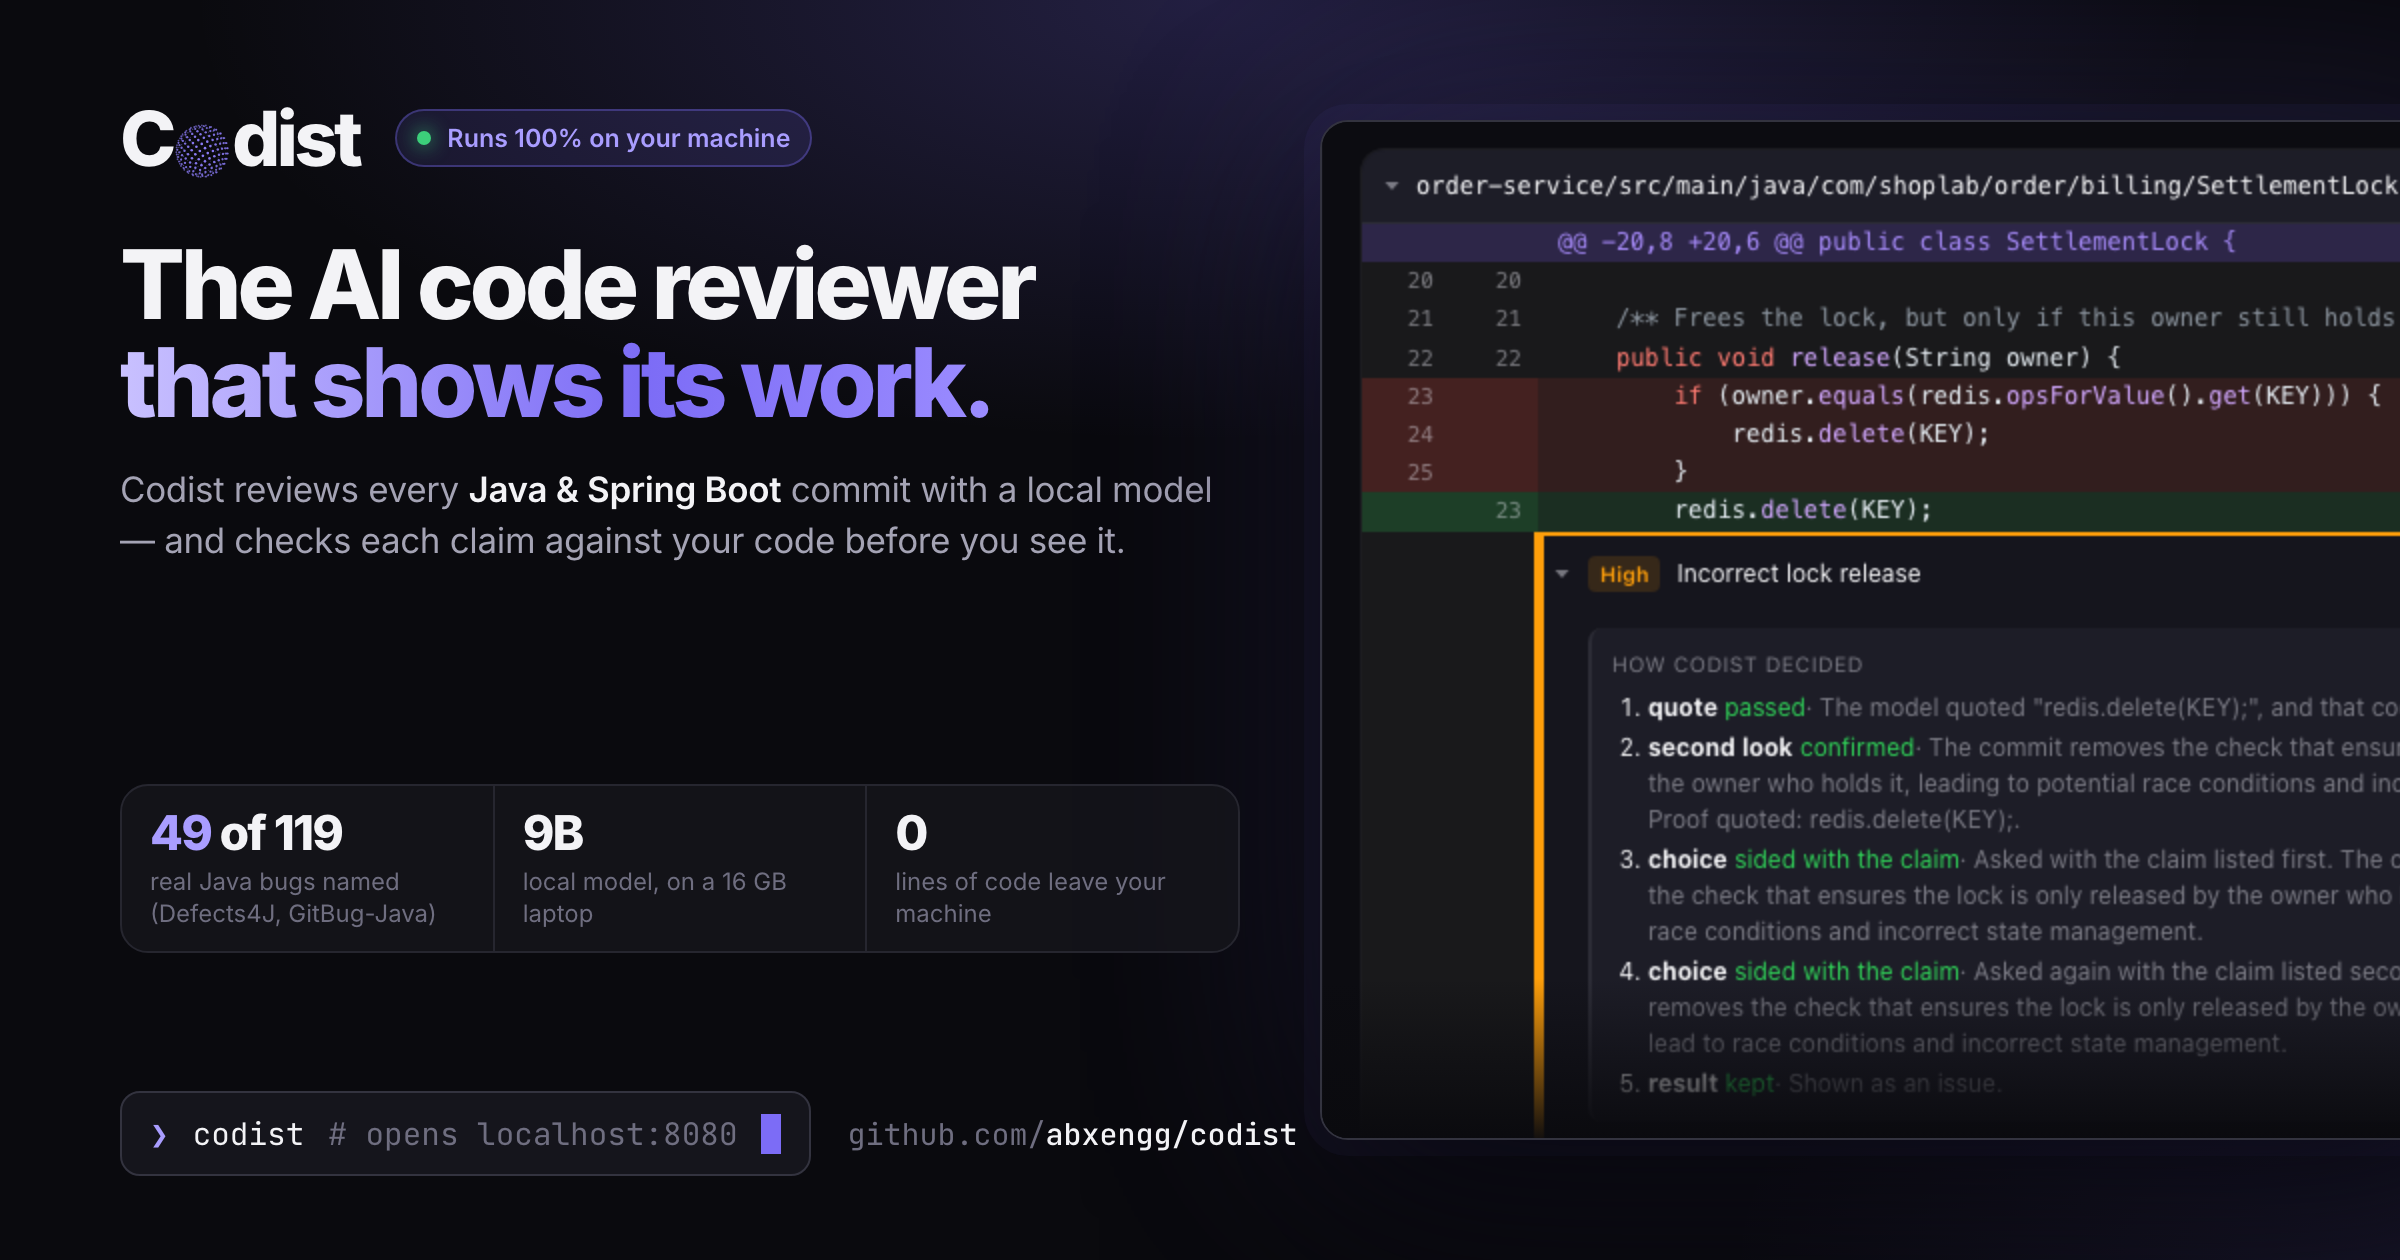 Codist
Runs 100% on your machine
The AI code reviewer
that shows its work.
Codist reviews every Java & Spring Boot commit with a local model
— and checks each claim against your code before you see it.
49 of 119
real Java bugs named
(Defects4J, GitBug-Java)
9B
local model, on a 16 GB
laptop
0
lines of code leave your
machine
❯ codist # opens localhost:8080
github.com/abxengg/codist
order-service/src/main/java/com/shoplab/order/billing/SettlementLock
@@ -20,8 +20,6 @@ public class SettlementLock {
20 20
21 21 /** Frees the lock, but only if this owner still holds
22 22 public void release(String owner) {
23 if (owner.equals(redis.opsForValue().get(KEY))) {
24 redis.delete(KEY);
25 }
23 redis.delete(KEY);
High Incorrect lock release
HOW CODIST DECIDED
1. quote passed· The model quoted "redis.delete(KEY);", and that co
2. second look confirmed· The commit removes the check that ensur
the owner who holds it, leading to potential race conditions and inc
Proof quoted: redis.delete(KEY);.
3. choice sided with the claim· Asked with the claim listed first. The c
the check that ensures the lock is only released by the owner who
race conditions and incorrect state management.
4. choice sided with the claim· Asked again with the claim listed seco
removes the check that ensures the lock is only released by the ow
lead to race conditions and incorrect state management.
5. result kept· Shown as an issue.